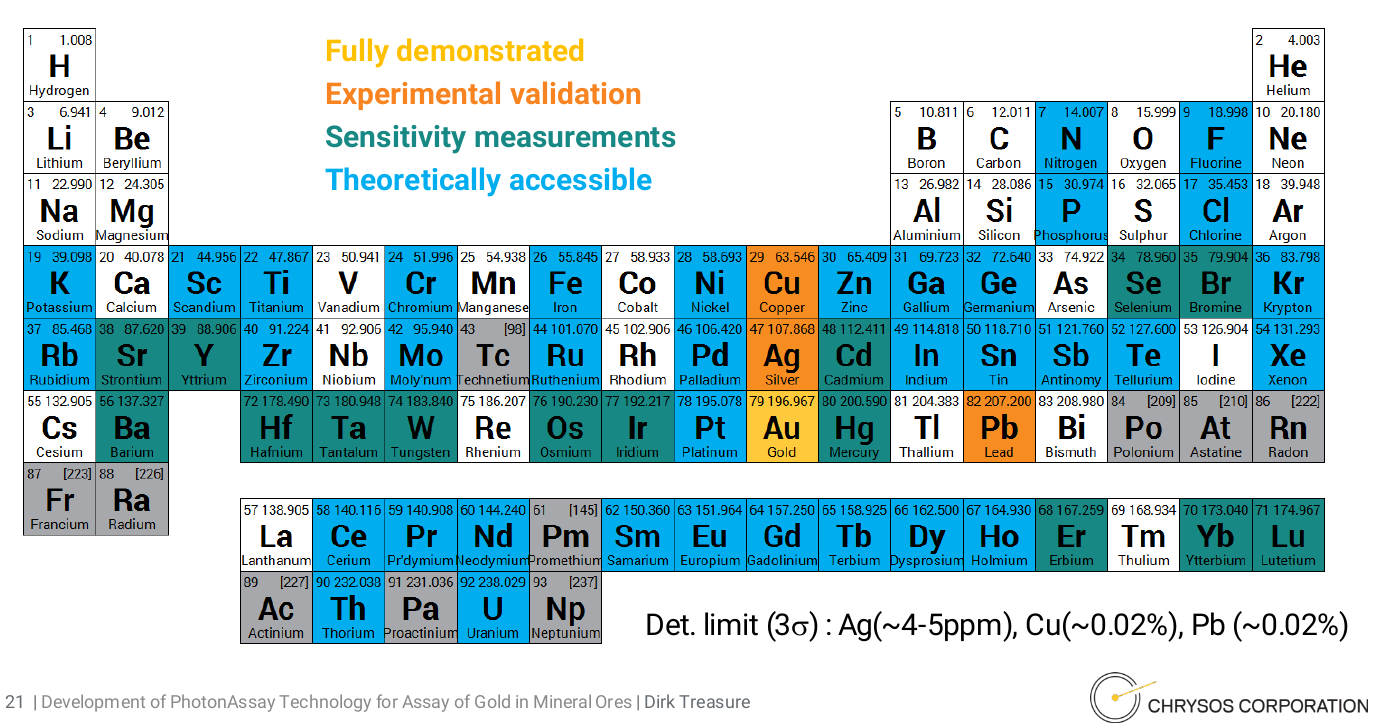 Fully demonstrated
Experimental validation
Sensitivity measurements
Theoretically accessible
1 1.008
H
Hydrogen
2 4.003
He
Helium
3 6.941
Li
Lithium
4 9.012
Be
Beryllium
5 10.811
B
Boron
6 12.011
C
Carbon
7 14.007
N
Nitrogen
8 15.999
O
Oxygen
9 18.998
F
Fluorine
10 20.180
Ne
Neon
11 22.990
Na
Sodium
12 24.305
Mg
Magnesium
13 26.982
Al
Aluminium
14 28.086
Si
Silicon
15 30.974
P
Phosphorus
16 32.065
S
Sulphur
17 35.453
Cl
Chlorine
18 39.948
Ar
Argon
19 39.098
K
Potassium
20 40.078
Ca
Calcium
21 44.956
Sc
Scandium
22 47.867
Ti
Titanium
23 50.941
V
Vanadium
24 51.996
Cr
Chromium
25 54.938
Mn
Manganese
26 55.845
Fe
Iron
27 58.933
Co
Cobalt
28 58.693
Ni
Nickel
29 63.546
Cu
Copper
30 65.409
Zn
Zinc
31 69.723
Ga
Gallium
32 72.640
Ge
Germanium
33 74.922
As
Arsenic
34 78.960
Se
Selenium
35 79.904
Br
Bromine
36 83.798
Kr
Krypton
37 85.468
Rb
Rubidium
38 87.620
Sr
Strontium
39 88.906
Y
Yttrium
40 91.224
Zr
Zirconium
41 92.906
Nb
Niobium
42 95.940
Mo
Moly'num
43 [98]
Tc
Technetium
44 101.070
Ru
Ruthenium
45 102.906
Rh
Rhodium
46 106.420
Pd
Palladium
47 107.868
Ag
Silver
48 112.411
Cd
Cadmium
49 114.818
In
Indium
50 118.710
Sn
Tin
51 121.760
Sb
Antinomy
52 127.600
Te
Tellurium
53 126.904
I
Iodine
54 131.293
Xe
Xenon
55 132.905
Cs
Cesium
56 137.327
Ba
Barium
72 178.490
Hf
Hafnium
73 180.948
Ta
Tantalum
74 183.840
W
Tungsten
75 186.207
Re
Rhenium
76 190.230
Os
Osmium
77 192.217
Ir
Iridium
78 195.078
Pt
Platinum
79 196.967
Au
Gold
80 200.590
Hg
Mercury
81 204.383
Tl
Thallium
82 207.200
Pb
Lead
83 208.980
Bi
Bismuth
84 [209]
Po
Polonium
85 [210]
At
Astatine
86 [222]
Rn
Radon
87 [223]
Fr
Francium
88 [226]
Ra
Radium
57 138.905
La
Lanthanum
58 140.116
Ce
Cerium
59 140.908
Pr
Pr'dymium
60 144.240
Nd
Neodymium
61 [145]
Pm
Promethium
62 150.360
Sm
Samarium
63 151.964
Eu
Europium
64 157.250
Gd
Gadolinium
65 158.925
Tb
Terbium
66 162.500
Dy
Dysprosium
67 164.930
Ho
Holmium
68 167.259
Er
Erbium
69 168.934
Tm
Thulium
70 173.040
Yb
Ytterbium
71 174.967
Lu
Lutetium
89 [227]
Ac
Actinium
90 232.038
Th
Thorium
91 231.036
Pa
Proactinium
92 238.029
U
Uranium
93 [237]
Np
Neptunium
Det. limit (3σ) : Ag(~4-5ppm), Cu(~0.02%), Pb (~0.02%)
21 | Development of PhotonAssay Technology for Assay of Gold in Mineral Ores | Dirk Treasure
CHRYSOS CORPORATION